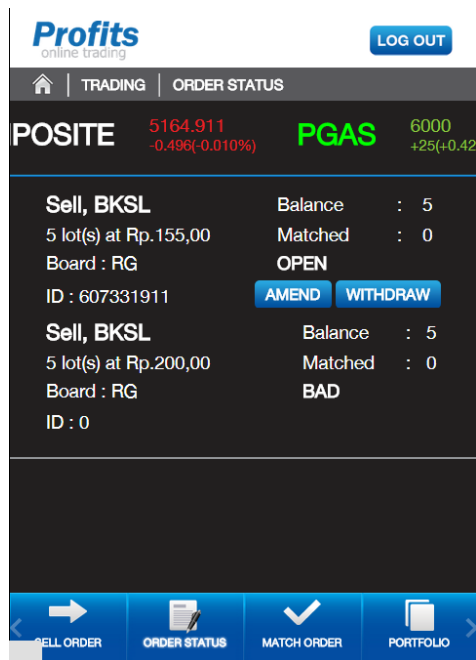 Profits
online trading
LOG OUT
TRADING | ORDER STATUS
POSITE 5164.911 PGAS 6000
-0.496(-0.010%) +25(+0.42
Sell, BKSL Balance : 5
5 lot(s) at Rp.155,00 Matched : 0
Board : RG OPEN
ID : 607331911 AMEND WITHDRAW
Sell, BKSL Balance : 5
5 lot(s) at Rp.200,00 Matched : 0
Board : RG BAD
ID : 0
SELL ORDER ORDER STATUS MATCH ORDER PORTFOLIO